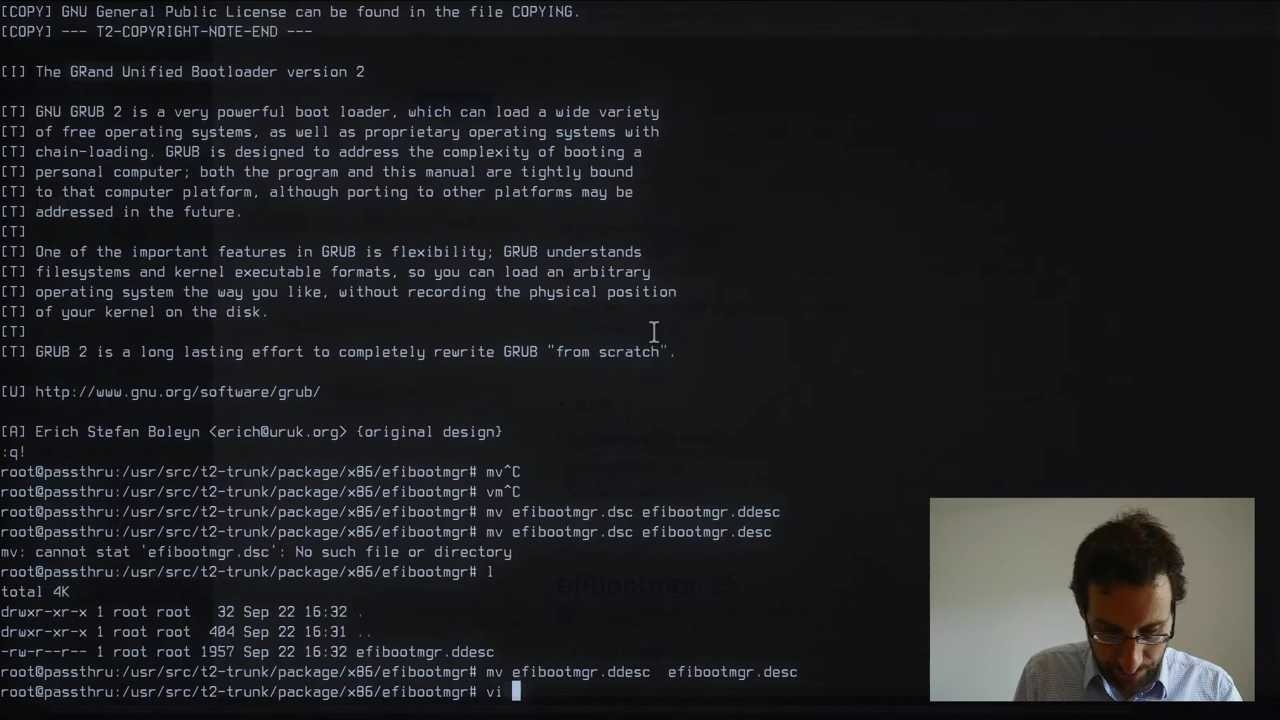 [COPY] GNU General Public License can be found in the file COPYING.
[COPY] --- T2-COPYRIGHT-NOTE-END ---
[I] The GRand Unified Bootloader version 2
[T] GNU GRUB 2 is a very powerful boot loader, which can load a wide variety
[T] of free operating systems, as well as proprietary operating systems with
[T] chain-loading. GRUB is designed to address the complexity of booting a
[T] personal computer; both the program and this manual are tightly bound
[T] to that computer platform, although porting to other platforms may be
[T] addressed in the future.
[T]
[T] One of the important features in GRUB is flexibility; GRUB understands
[T] filesystems and kernel executable formats, so you can load an arbitrary
[T] operating system the way you like, without recording the physical position
[T] of your kernel on the disk.
[T]
[T] GRUB 2 is a long lasting effort to completely rewrite GRUB "from scratch".
[U] http://www.gnu.org/software/grub/
[A] Erich Stefan Boleyn <erich@uruk.org> {original design}
:q!
root@passthru:/usr/src/t2-trunk/package/x86/efibootmgr# mv^C
root@passthru:/usr/src/t2-trunk/package/x86/efibootmgr# vm^C
root@passthru:/usr/src/t2-trunk/package/x86/efibootmgr# mv efibootmgr.dsc efibootmgr.ddesc
root@passthru:/usr/src/t2-trunk/package/x86/efibootmgr# mv efibootmgr.dsc efibootmgr.desc
mv: cannot stat 'efibootmgr.dsc': No such file or directory
root@passthru:/usr/src/t2-trunk/package/x86/efibootmgr# l
total 4K
drwxr-xr-x 1 root root   32 Sep 22 16:32 .
drwxr-xr-x 1 root root  404 Sep 22 16:31 ..
-rw-r--r-- 1 root root 1957 Sep 22 16:32 efibootmgr.ddesc
root@passthru:/usr/src/t2-trunk/package/x86/efibootmgr# mv efibootmgr.ddesc  efibootmgr.desc
root@passthru:/usr/src/t2-trunk/package/x86/efibootmgr# vi